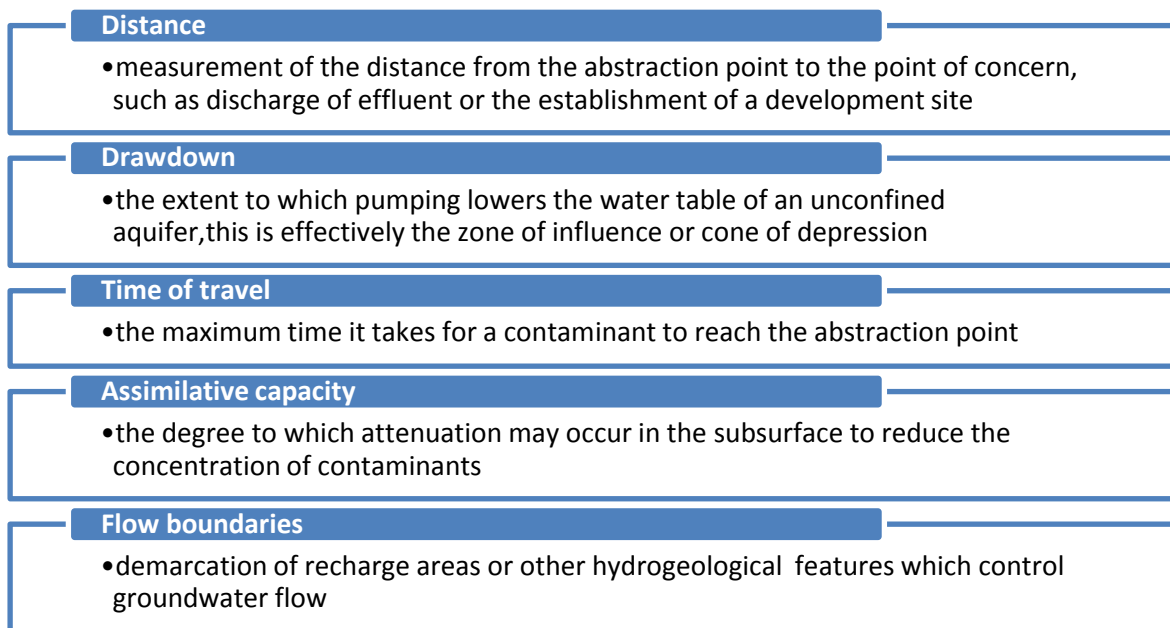 Distance
•measurement of the distance from the abstraction point to the point of concern,
such as discharge of effluent or the establishment of a development site
Drawdown
•the extent to which pumping lowers the water table of an unconfined
aquifer,this is effectively the zone of influence or cone of depression
Time of travel
•the maximum time it takes for a contaminant to reach the abstraction point
Assimilative capacity
•the degree to which attenuation may occur in the subsurface to reduce the
concentration of contaminants
Flow boundaries
•demarcation of recharge areas or other hydrogeological features which control
groundwater flow